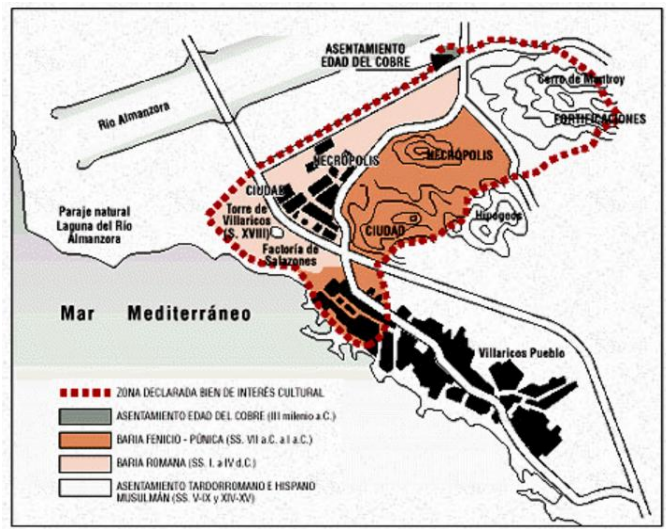 ASENTAMIENTO
EDAD DEL COBRE
Cerro de Montroy
FORTIFICACIONES
Río Almanzora
NECRÓPOLIS
NECRÓPOLIS
CIUDAD
Torre de
Villaricos
(S. XVIII)
Paraje natural
Laguna del Río
Almanzora
Hipogeos
CIUDAD
Factoría de
Salazones
Mar Mediterráneo
Villaricos Pueblo
ZONA DECLARADA BIEN DE INTERÉS CULTURAL
ASENTAMIENTO EDAD DEL COBRE (III milenio a C.)
BARIA FENICIO - PÚNICA (SS. VII a.C. a I a.C.)
BARIA ROMANA (SS. I. a IV d.C.)
ASENTAMIENTO TARDORROMANO E HISPANO
MUSULMÁN (SS. V-IX y XIV-XV)